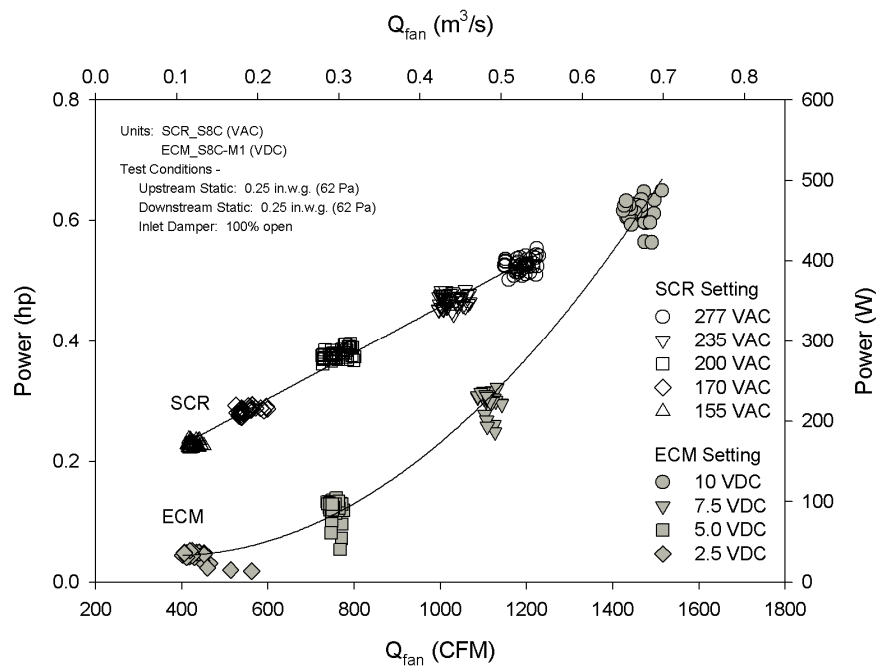 Qfan (m3/s)
0.0 0.1 0.2 0.3 0.4 0.5 0.6 0.7 0.8
0.8 600
Units: SCR_S8C (VAC)
ECM_S8C-M1 (VDC)
Test Conditions -
Upstream Static: 0.25 in.w.g. (62 Pa)
Downstream Static: 0.25 in.w.g. (62 Pa)
Inlet Damper: 100% open
500
0.6
400
0.4
300
200
0.2
100
0.0 0
Power (hp)
Power (W)
SCR
ECM
SCR Setting
277 VAC
235 VAC
200 VAC
170 VAC
155 VAC
ECM Setting
10 VDC
7.5 VDC
5.0 VDC
2.5 VDC
200 400 600 800 1000 1200 1400 1600 1800
Qfan (CFM)